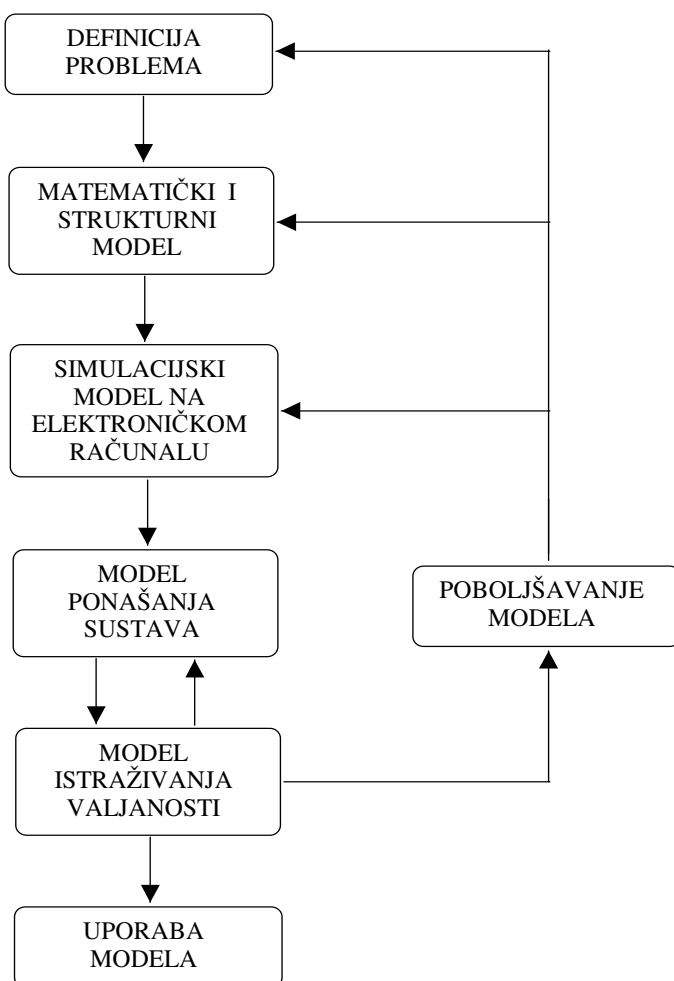 DEFINICIJA
PROBLEMA
MATEMATIČKI I
STRUKTURNI
MODEL
SIMULACIJSKI
MODEL NA
ELEKTRONIČKOM
RAČUNALU
MODEL
PONAŠANJA
SUSTAVA
POBOLJŠAVANJE
MODELA
MODEL
ISTRAŽIVANJA
VALJANOSTI
UPORABA
MODELA